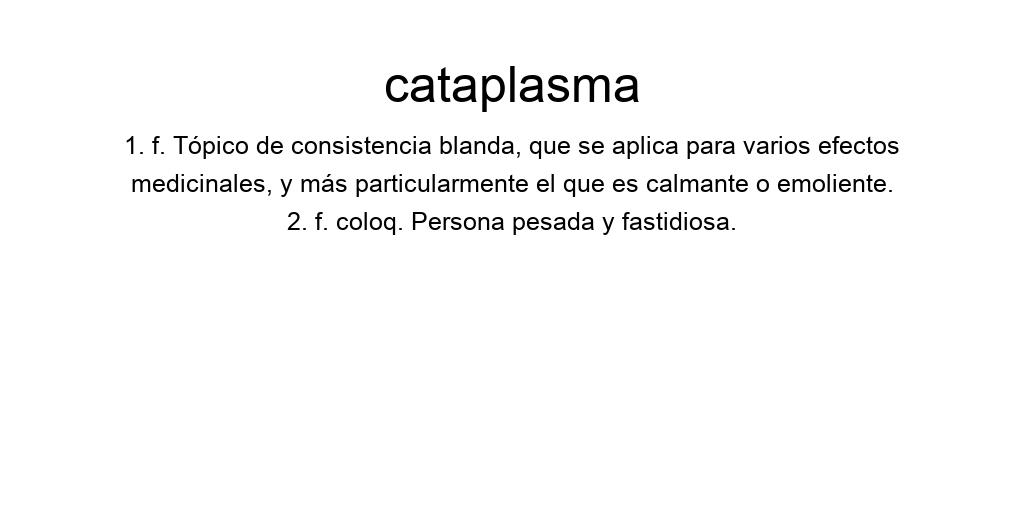 cataplasma
1. f. Tópico de consistencia blanda, que se aplica para varios efectos
medicinales, y más particularmente el que es calmante o emoliente.
2. f. coloq. Persona pesada y fastidiosa.